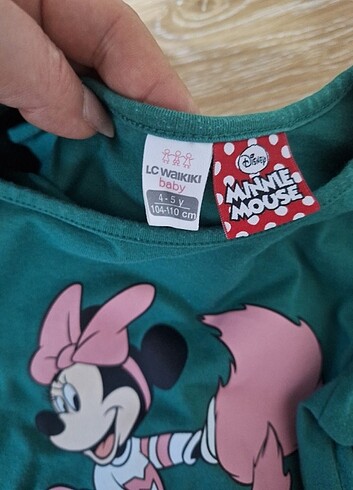 LC WAIKIKI
baby
4 - 5 y
104-110 cm
Disney
MINNIE
MOUSE